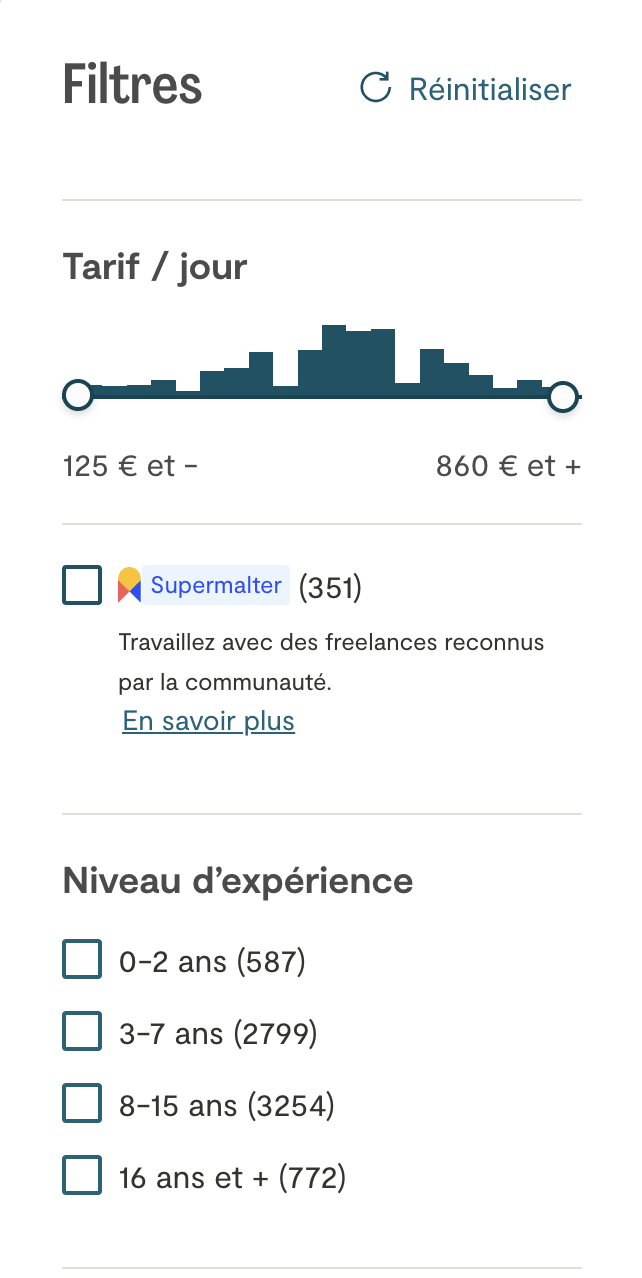 Filtres
Réinitialiser
Tarif / jour
125 € et -
860 € et +
Supermalter (351)
Travaillez avec des freelances reconnus
par la communauté.
En savoir plus
Niveau d’expérience
0-2 ans (587)
3-7 ans (2799)
8-15 ans (3254)
16 ans et + (772)